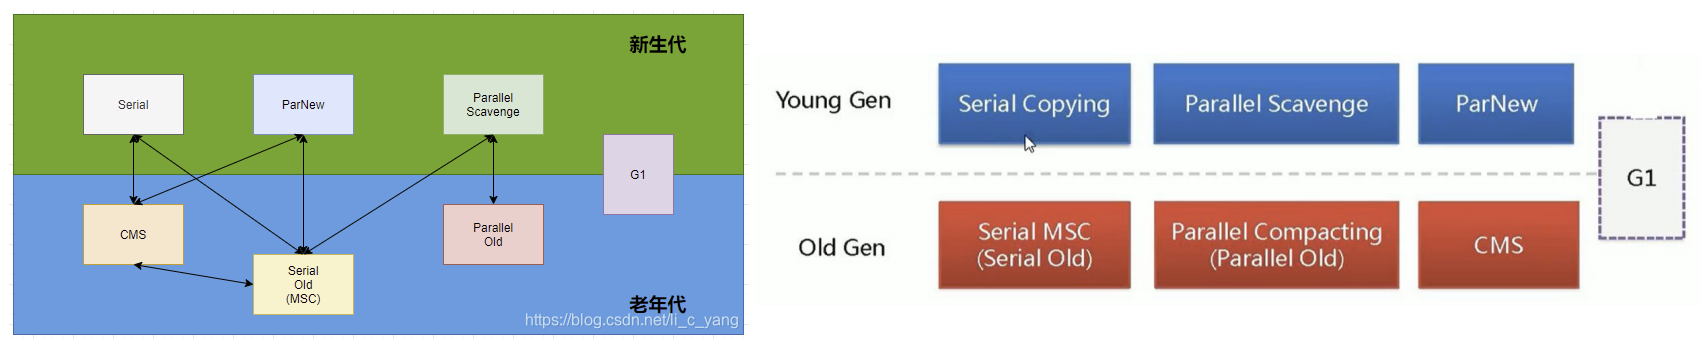 新生代
Serial
ParNew
Parallel
Scavenge
G1
CMS
Serial
Old
(MSC)
Parallel
Old
老年代
https://blog.csdn.net/li_c_yang
Young Gen
Serial Copying
Parallel Scavenge
ParNew
G1
Old Gen
Serial MSC
(Serial Old)
Parallel Compacting
(Parallel Old)
CMS